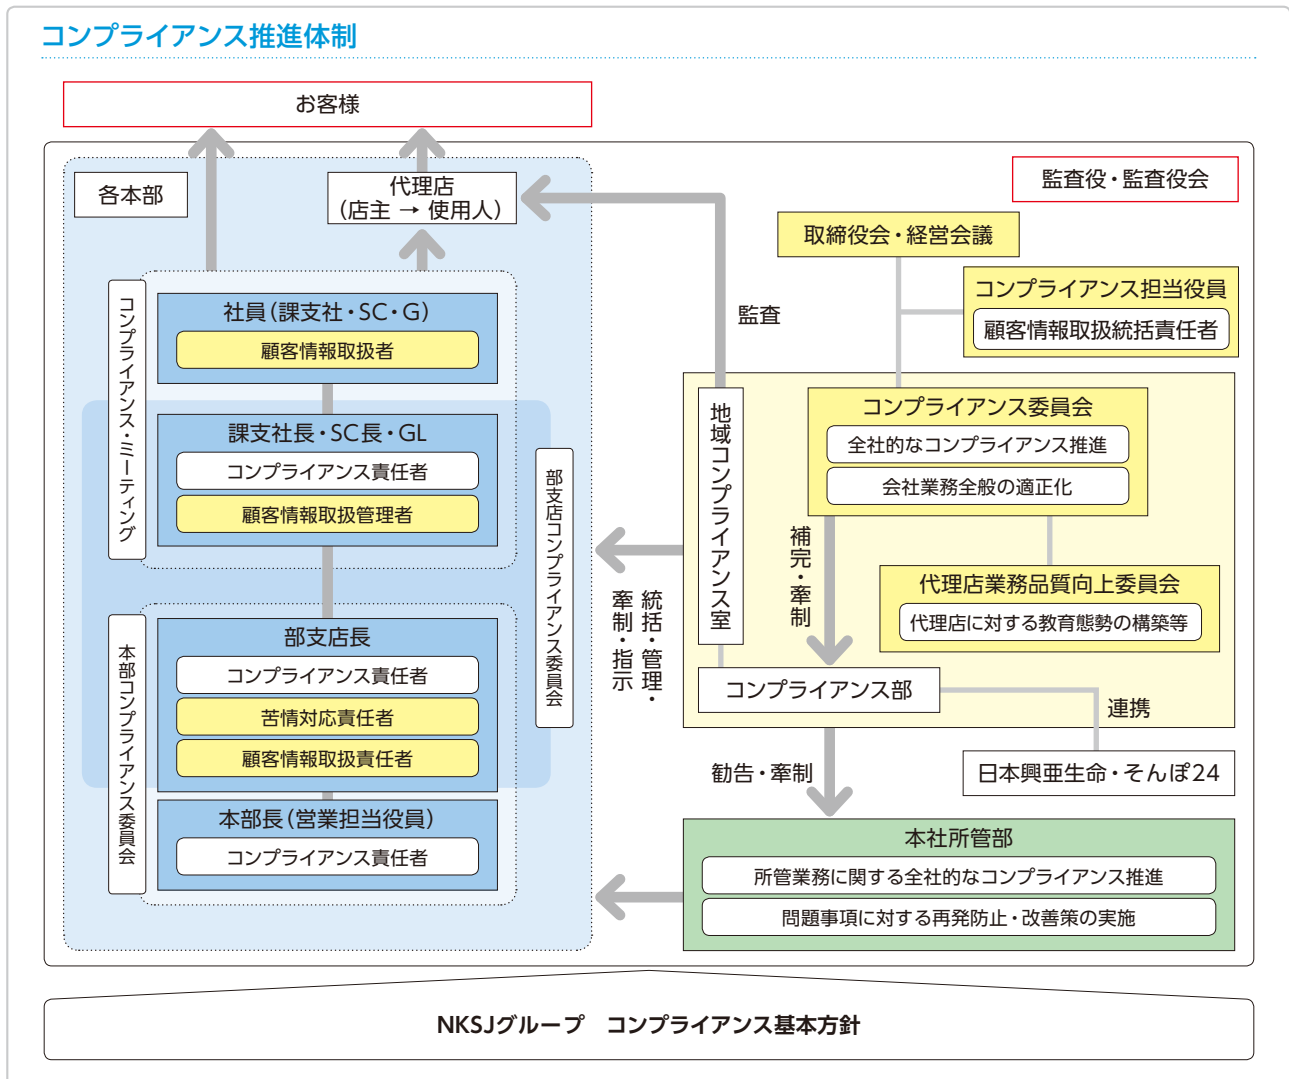 コンプライアンス推進体制
お客様
各本部
代理店
(店主 → 使用人)
監査役・監査役会
取締役会・経営会議
コンプライアンス担当役員
顧客情報取扱統括責任者
監査
コンプライアンス・ミーティング
社員(課支社・SC・G)
顧客情報取扱者
課支社長・SC長・GL
コンプライアンス責任者
顧客情報取扱管理者
部支店コンプライアンス委員会
本部コンプライアンス委員会
部支店長
コンプライアンス責任者
苦情対応責任者
顧客情報取扱責任者
本部長(営業担当役員)
コンプライアンス責任者
統括・管理・
牽制・指示
地域コンプライアンス室
コンプライアンス委員会
全社的なコンプライアンス推進
会社業務全般の適正化
補完・牽制
代理店業務品質向上委員会
代理店に対する教育態勢の構築等
コンプライアンス部
連携
日本興亜生命・そんぽ24
勧告・牽制
本社所管部
所管業務に関する全社的なコンプライアンス推進
問題事項に対する再発防止・改善策の実施
NKSJグループ コンプライアンス基本方針